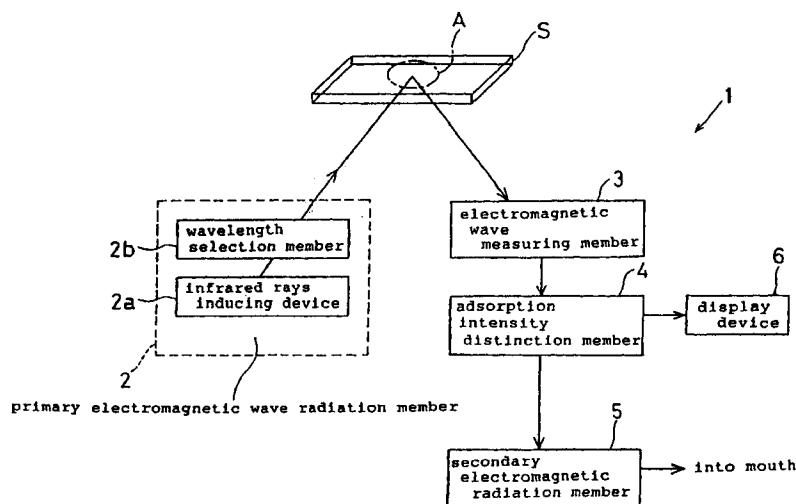 A
S
1
3
electromagnetic
wave
measuring member
2b
wavelength
selection member
2a
infrared rays
inducing device
4
6
adsorption
intensity
distinction member
display
device
2
primary electromagnetic wave radiation member
5
secondary
electromagnetic
radiation member
into mouth